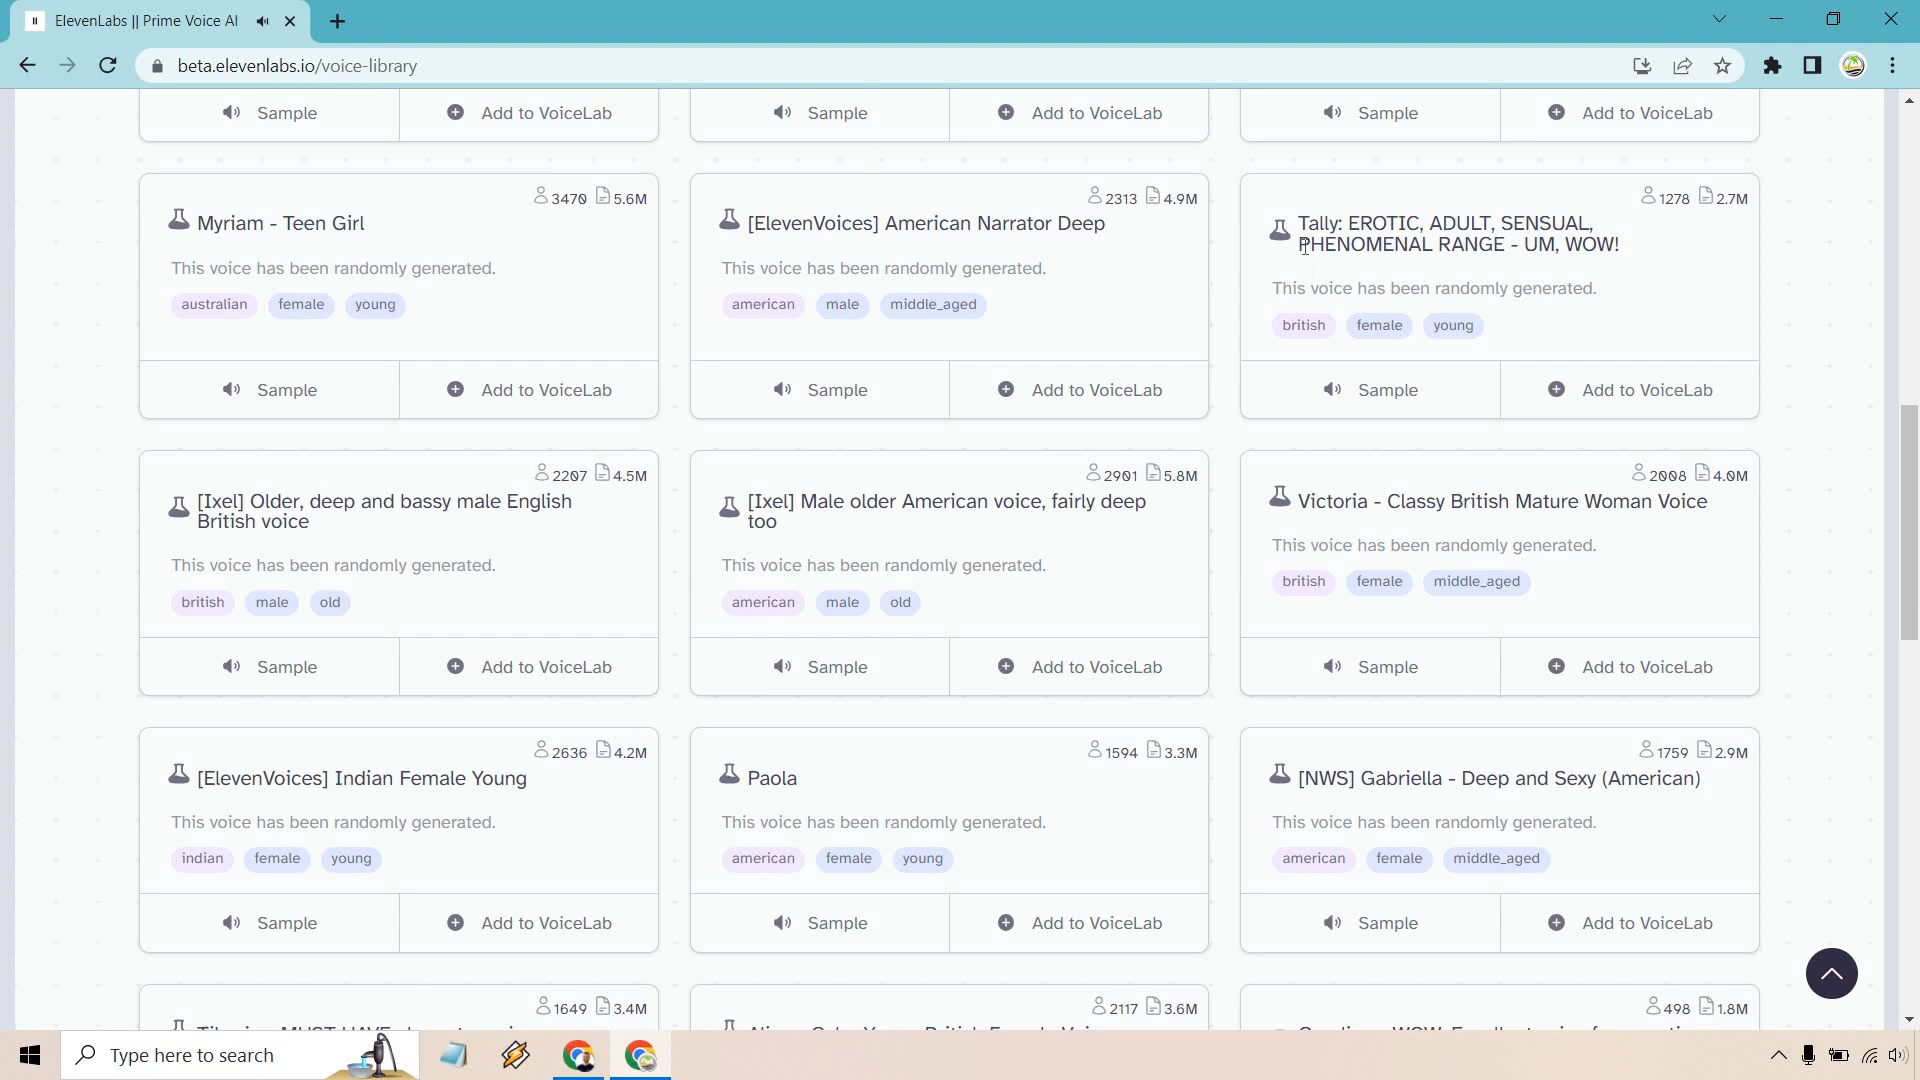 ElevenLabs || Prime Voice AI
beta.elevenlabs.io/voice-library
Sample Add to VoiceLab Sample Add to VoiceLab Sample Add to VoiceLab
3470 5.6M
Myriam - Teen Girl
This voice has been randomly generated.
australian female young
Sample Add to VoiceLab
2313 4.9M
[ElevenVoices] American Narrator Deep
This voice has been randomly generated.
american male middle_aged
Sample Add to VoiceLab
1278 2.7M
Tally: EROTIC, ADULT, SENSUAL,
PHENOMENAL RANGE - UM, WOW!
This voice has been randomly generated.
british female young
Sample Add to VoiceLab
2207 4.5M
[Ixel] Older, deep and bassy male English
British voice
This voice has been randomly generated.
british male old
Sample Add to VoiceLab
2901 5.8M
[Ixel] Male older American voice, fairly deep
too
This voice has been randomly generated.
american male old
Sample Add to VoiceLab
2008 4.0M
Victoria - Classy British Mature Woman Voice
This voice has been randomly generated.
british female middle_aged
Sample Add to VoiceLab
2636 4.2M
[ElevenVoices] Indian Female Young
This voice has been randomly generated.
indian female young
Sample Add to VoiceLab
1594 3.3M
Paola
This voice has been randomly generated.
american female young
Sample Add to VoiceLab
1759 2.9M
[NWS] Gabriella - Deep and Sexy (American)
This voice has been randomly generated.
american female middle_aged
Sample Add to VoiceLab
1649 3.4M
2117 3.6M
498 1.8M
Type here to search